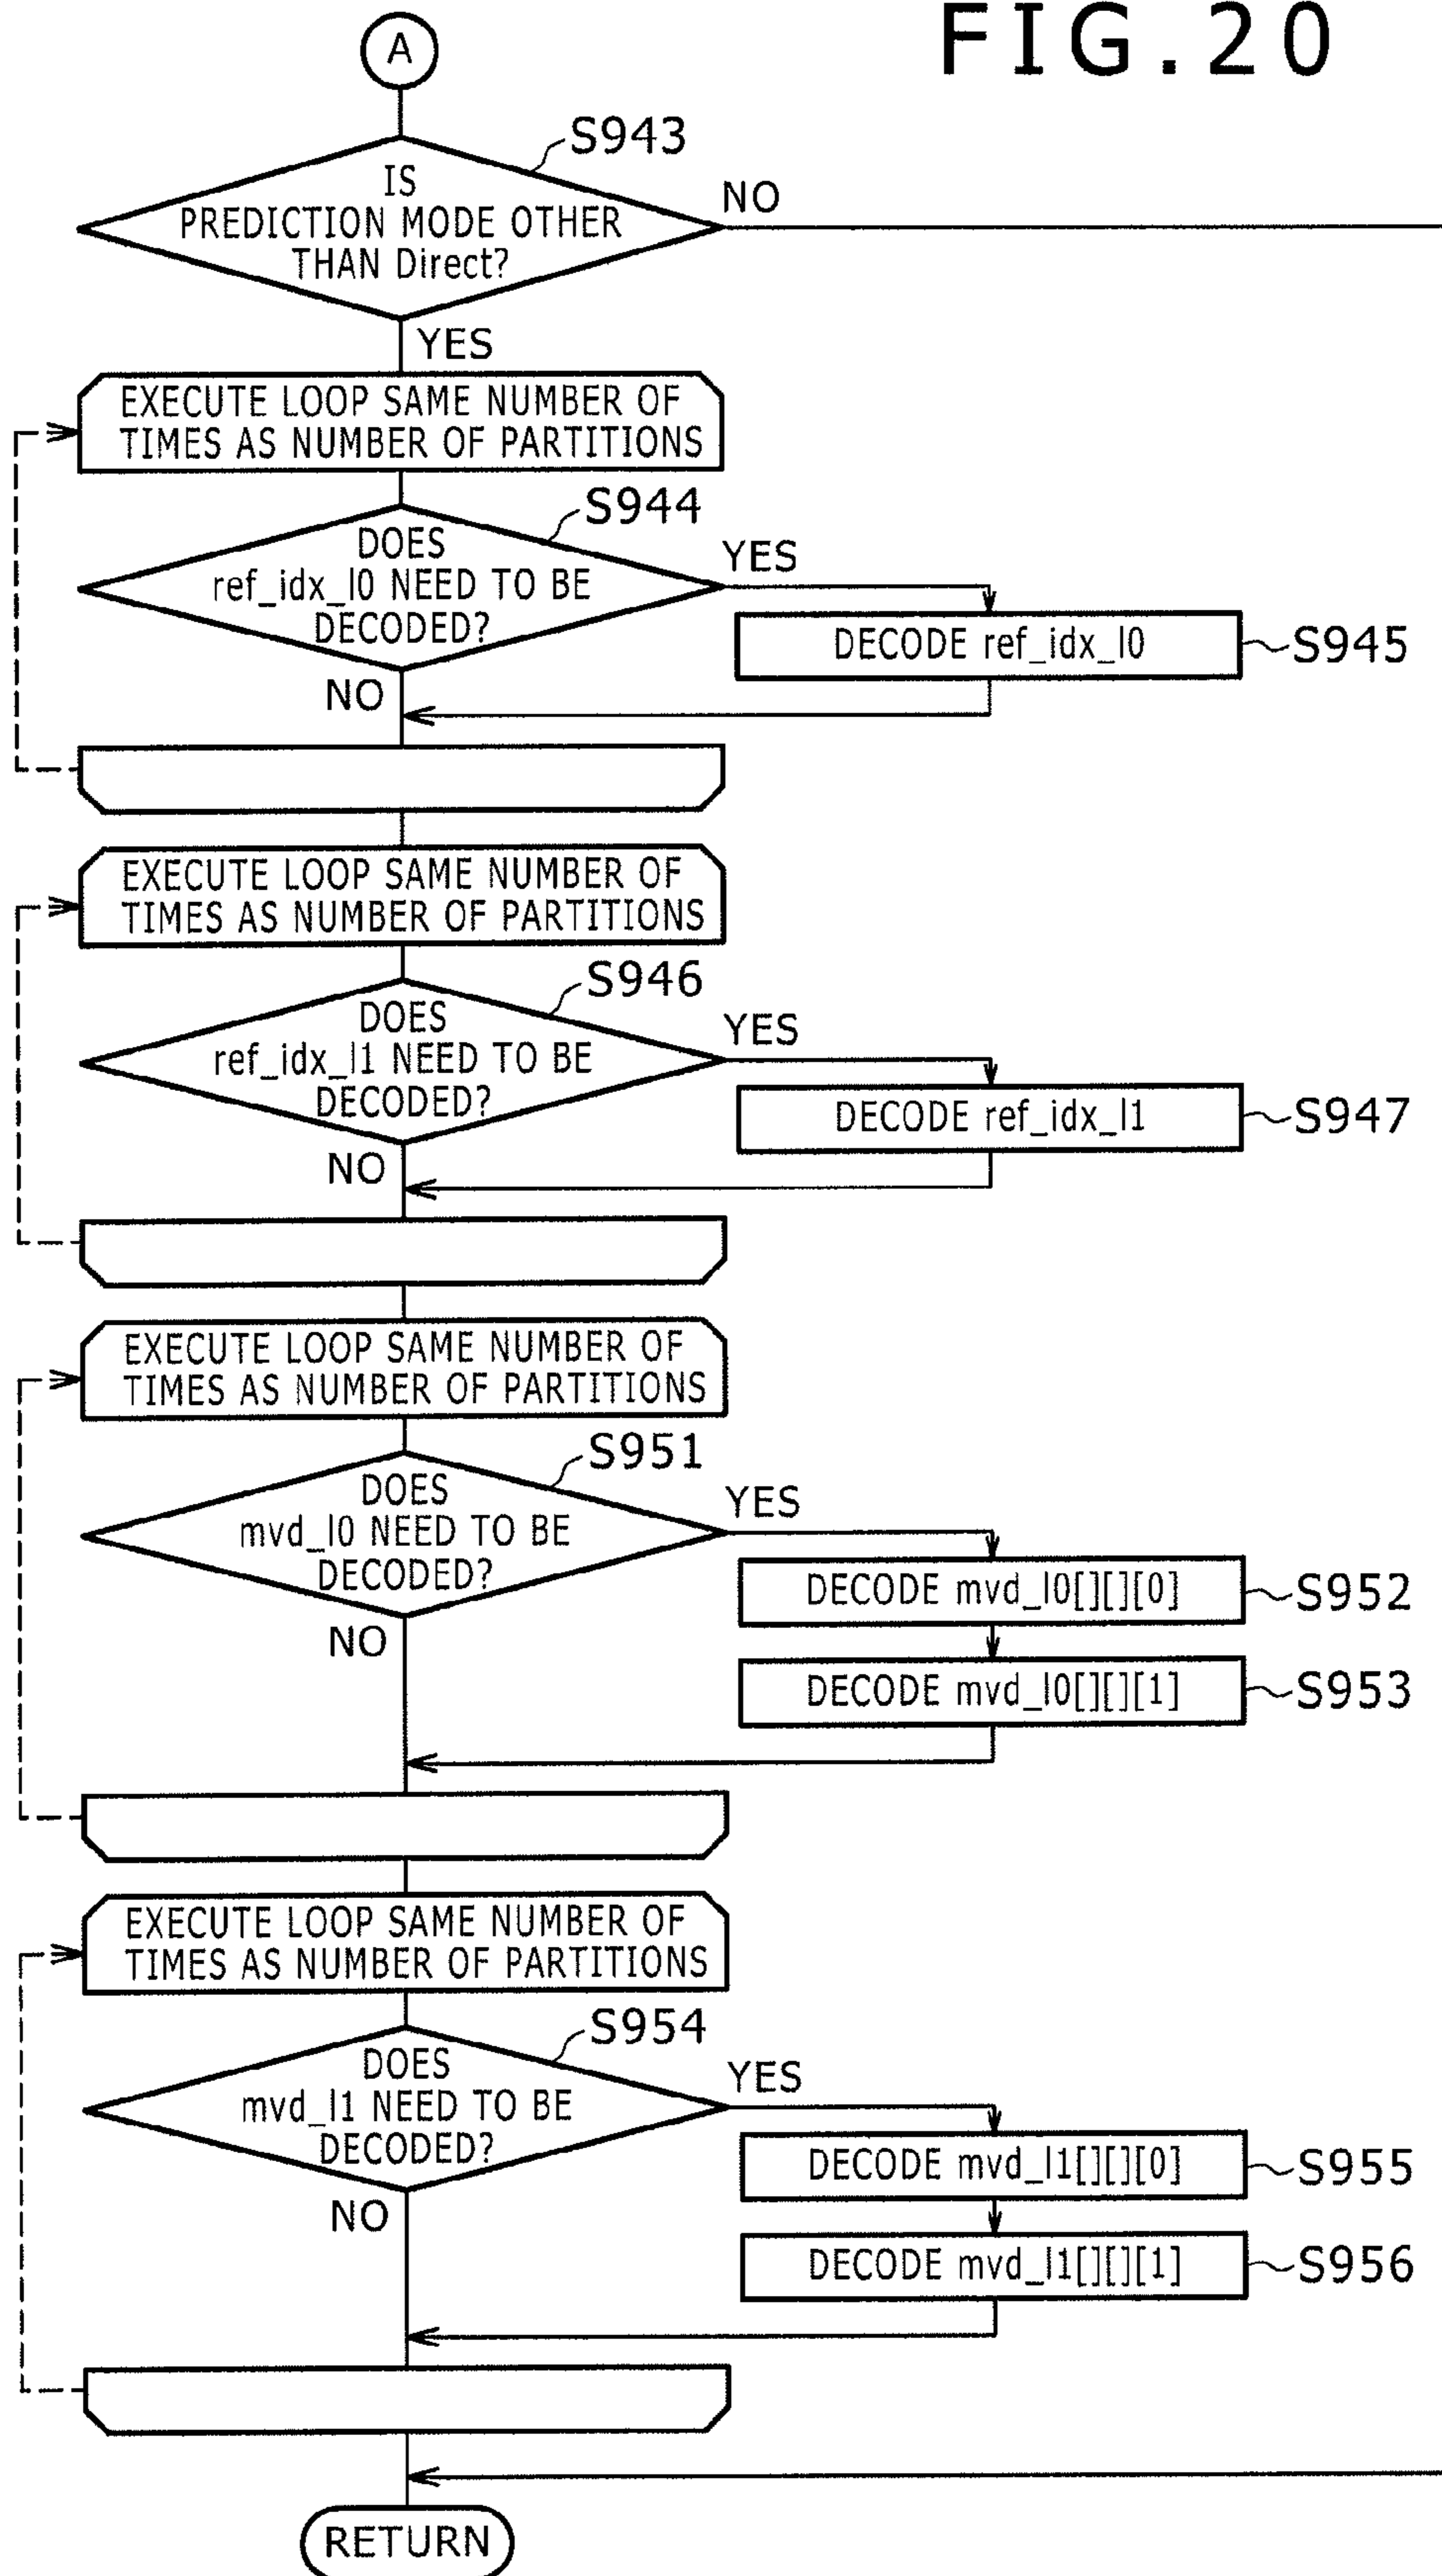 FIG.20
A
S943
IS
PREDICTION MODE OTHER
THAN Direct?
NO
YES
EXECUTE LOOP SAME NUMBER OF
TIMES AS NUMBER OF PARTITIONS
S944
DOES
ref_idx_l0 NEED TO BE
DECODED?
YES
DECODE ref_idx_l0
S945
NO
EXECUTE LOOP SAME NUMBER OF
TIMES AS NUMBER OF PARTITIONS
S946
DOES
ref_idx_l1 NEED TO BE
DECODED?
YES
DECODE ref_idx_l1
S947
NO
EXECUTE LOOP SAME NUMBER OF
TIMES AS NUMBER OF PARTITIONS
S951
DOES
mvd_l0 NEED TO BE
DECODED?
YES
DECODE mvd_l0[][][0]
S952
NO
DECODE mvd_l0[][][1]
S953
EXECUTE LOOP SAME NUMBER OF
TIMES AS NUMBER OF PARTITIONS
S954
DOES
mvd_l1 NEED TO BE
DECODED?
YES
DECODE mvd_l1[][][0]
S955
NO
DECODE mvd_l1[][][1]
S956
RETURN